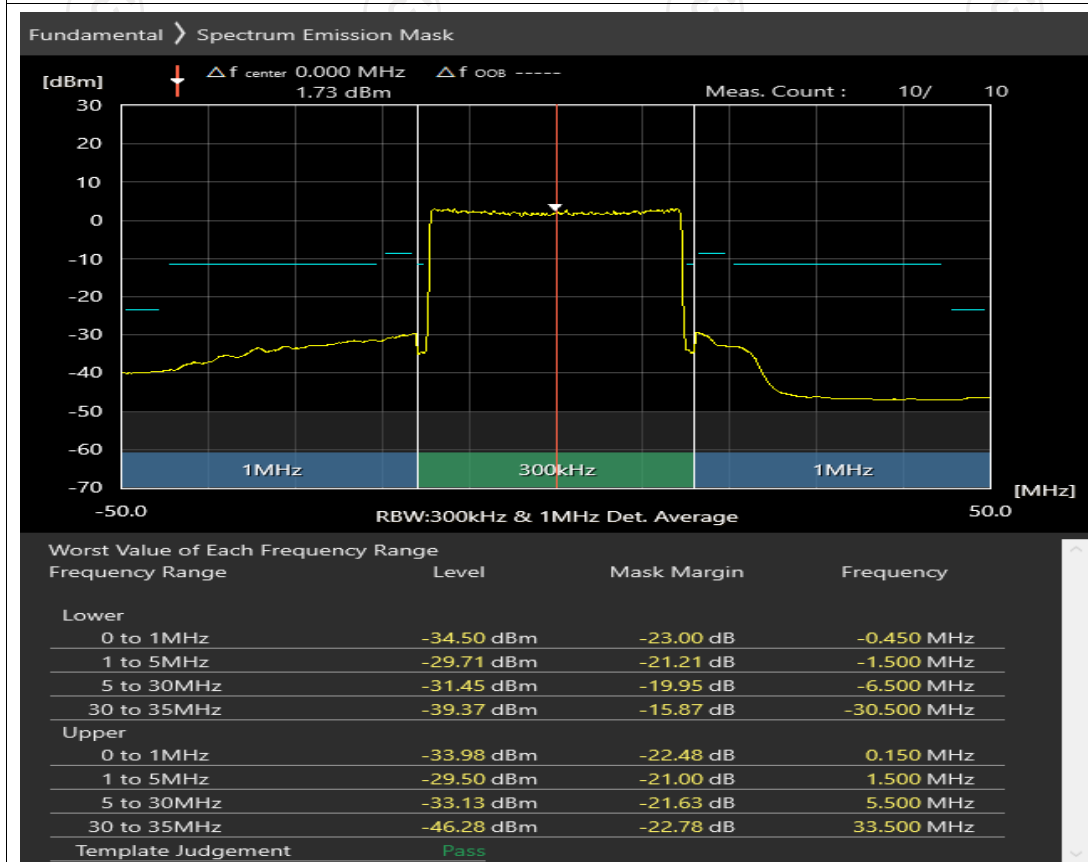 Fundamental ❯ Spectrum Emission Mask
[dBm] △f center 0.000 MHz △f OOB -----
1.73 dBm Meas. Count : 10/ 10
30
20
10
0
-10
-20
-30
-40
-50
-60
-70
1MHz 300kHz 1MHz
[MHz]
-50.0 RBW:300kHz & 1MHz Det. Average 50.0
Worst Value of Each Frequency Range
Frequency Range Level Mask Margin Frequency
Lower
0 to 1MHz -34.50 dBm -23.00 dB -0.450 MHz
1 to 5MHz -29.71 dBm -21.21 dB -1.500 MHz
5 to 30MHz -31.45 dBm -19.95 dB -6.500 MHz
30 to 35MHz -39.37 dBm -15.87 dB -30.500 MHz
Upper
0 to 1MHz -33.98 dBm -22.48 dB 0.150 MHz
1 to 5MHz -29.50 dBm -21.00 dB 1.500 MHz
5 to 30MHz -33.13 dBm -21.63 dB 5.500 MHz
30 to 35MHz -46.28 dBm -22.78 dB 33.500 MHz
Template Judgement Pass